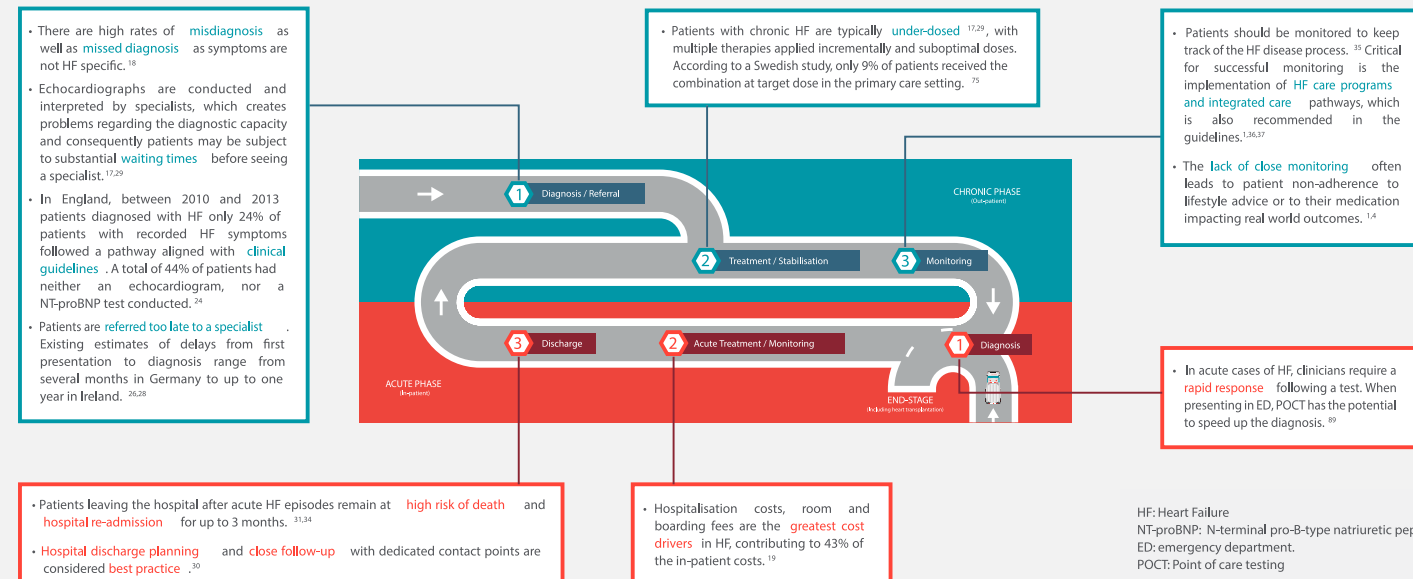 • There are high rates of misdiagnosis as
well as missed diagnosis as symptoms are
not HF specific. 18
• Echocardiographs are conducted and
interpreted by specialists, which creates
problems regarding the diagnostic capacity
and consequently patients may be subject
to substantial waiting times before seeing
a specialist.17,29
• In England, between 2010 and 2013
patients diagnosed with HF only 24% of
patients with recorded HF symptoms
followed a pathway aligned with clinical
guidelines . A total of 44% of patients had
neither an echocardiogram, nor a
NT-proBNP test conducted. 24
• Patients are referred too late to a specialist .
Existing estimates of delays from first
presentation to diagnosis range from
several months in Germany to up to one
year in Ireland. 26,28
• Patients with chronic HF are typically under-dosed 17,29, with
multiple therapies applied incrementally and suboptimal doses.
According to a Swedish study, only 9% of patients received the
combination at target dose in the primary care setting. 75
• Patients should be monitored to keep
track of the HF disease process. 35 Critical
for successful monitoring is the
implementation of HF care programs
and integrated care pathways, which
is also recommended in the
guidelines.1,36,37
• The lack of close monitoring often
leads to patient non-adherence to
lifestyle advice or to their medication
impacting real world outcomes. 1,4
1 Diagnosis / Referral
CHRONIC PHASE
(Out-patient)
2 Treatment / Stabilisation
3 Monitoring
3 Discharge
2 Acute Treatment / Monitoring
1 Diagnosis
ACUTE PHASE
(In-patient)
END-STAGE
(Including heart transplantation)
• In acute cases of HF, clinicians require a
rapid response following a test. When
presenting in ED, POCT has the potential
to speed up the diagnosis. 89
• Patients leaving the hospital after acute HF episodes remain at high risk of death and
hospital re-admission for up to 3 months. 31,34
• Hospital discharge planning and close follow-up with dedicated contact points are
considered best practice .30
• Hospitalisation costs, room and
boarding fees are the greatest cost
drivers in HF, contributing to 43% of
the in-patient costs. 19
HF: Heart Failure
NT-proBNP: N-terminal pro-B-type natriuretic pep
ED: emergency department.
POCT: Point of care testing